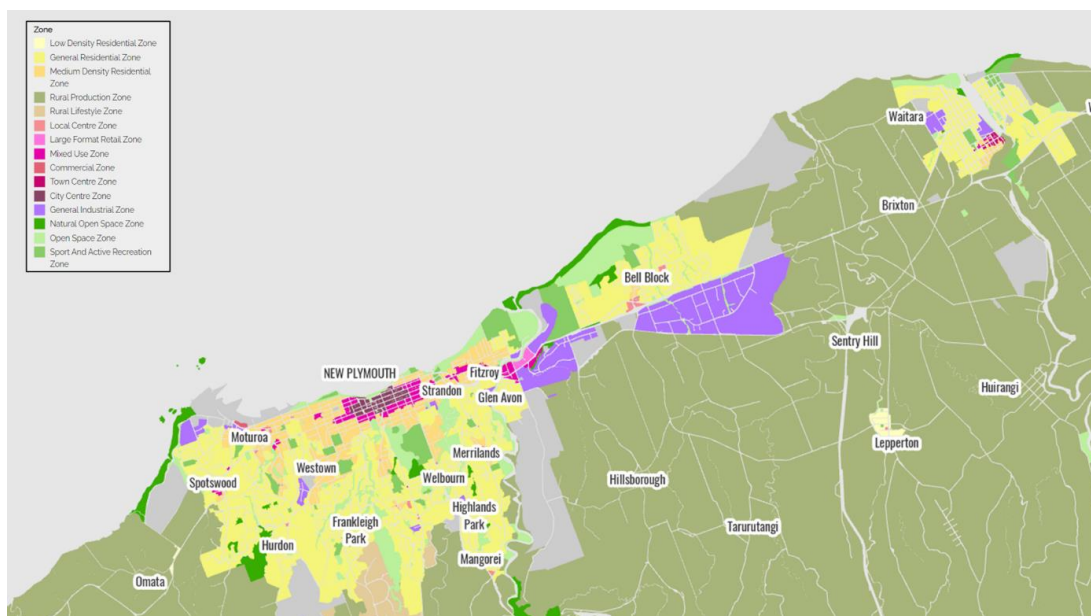 Zone
Low Density Residential Zone
General Residential Zone
Medium Density Residential
Zone
Rural Production Zone
Rural Lifestyle Zone
Local Centre Zone
Large Format Retail Zone
Mixed Use Zone
Commercial Zone
Town Centre Zone
City Centre Zone
General Industrial Zone
Natural Open Space Zone
Open Space Zone
Sport And Active Recreation
Zone
Waitara
Brixton
Bell Block
Sentry Hill
NEW PLYMOUTH
Fitzroy
Strandon
Glen Avon
Huirangi
Moturoa
Lepperton
Merrilands
Westown
Welbourn
Hillsborough
Spotswood
Highlands
Park
Frankleigh
Park
Tarurutangi
Hurdon
Mangorei
Omata